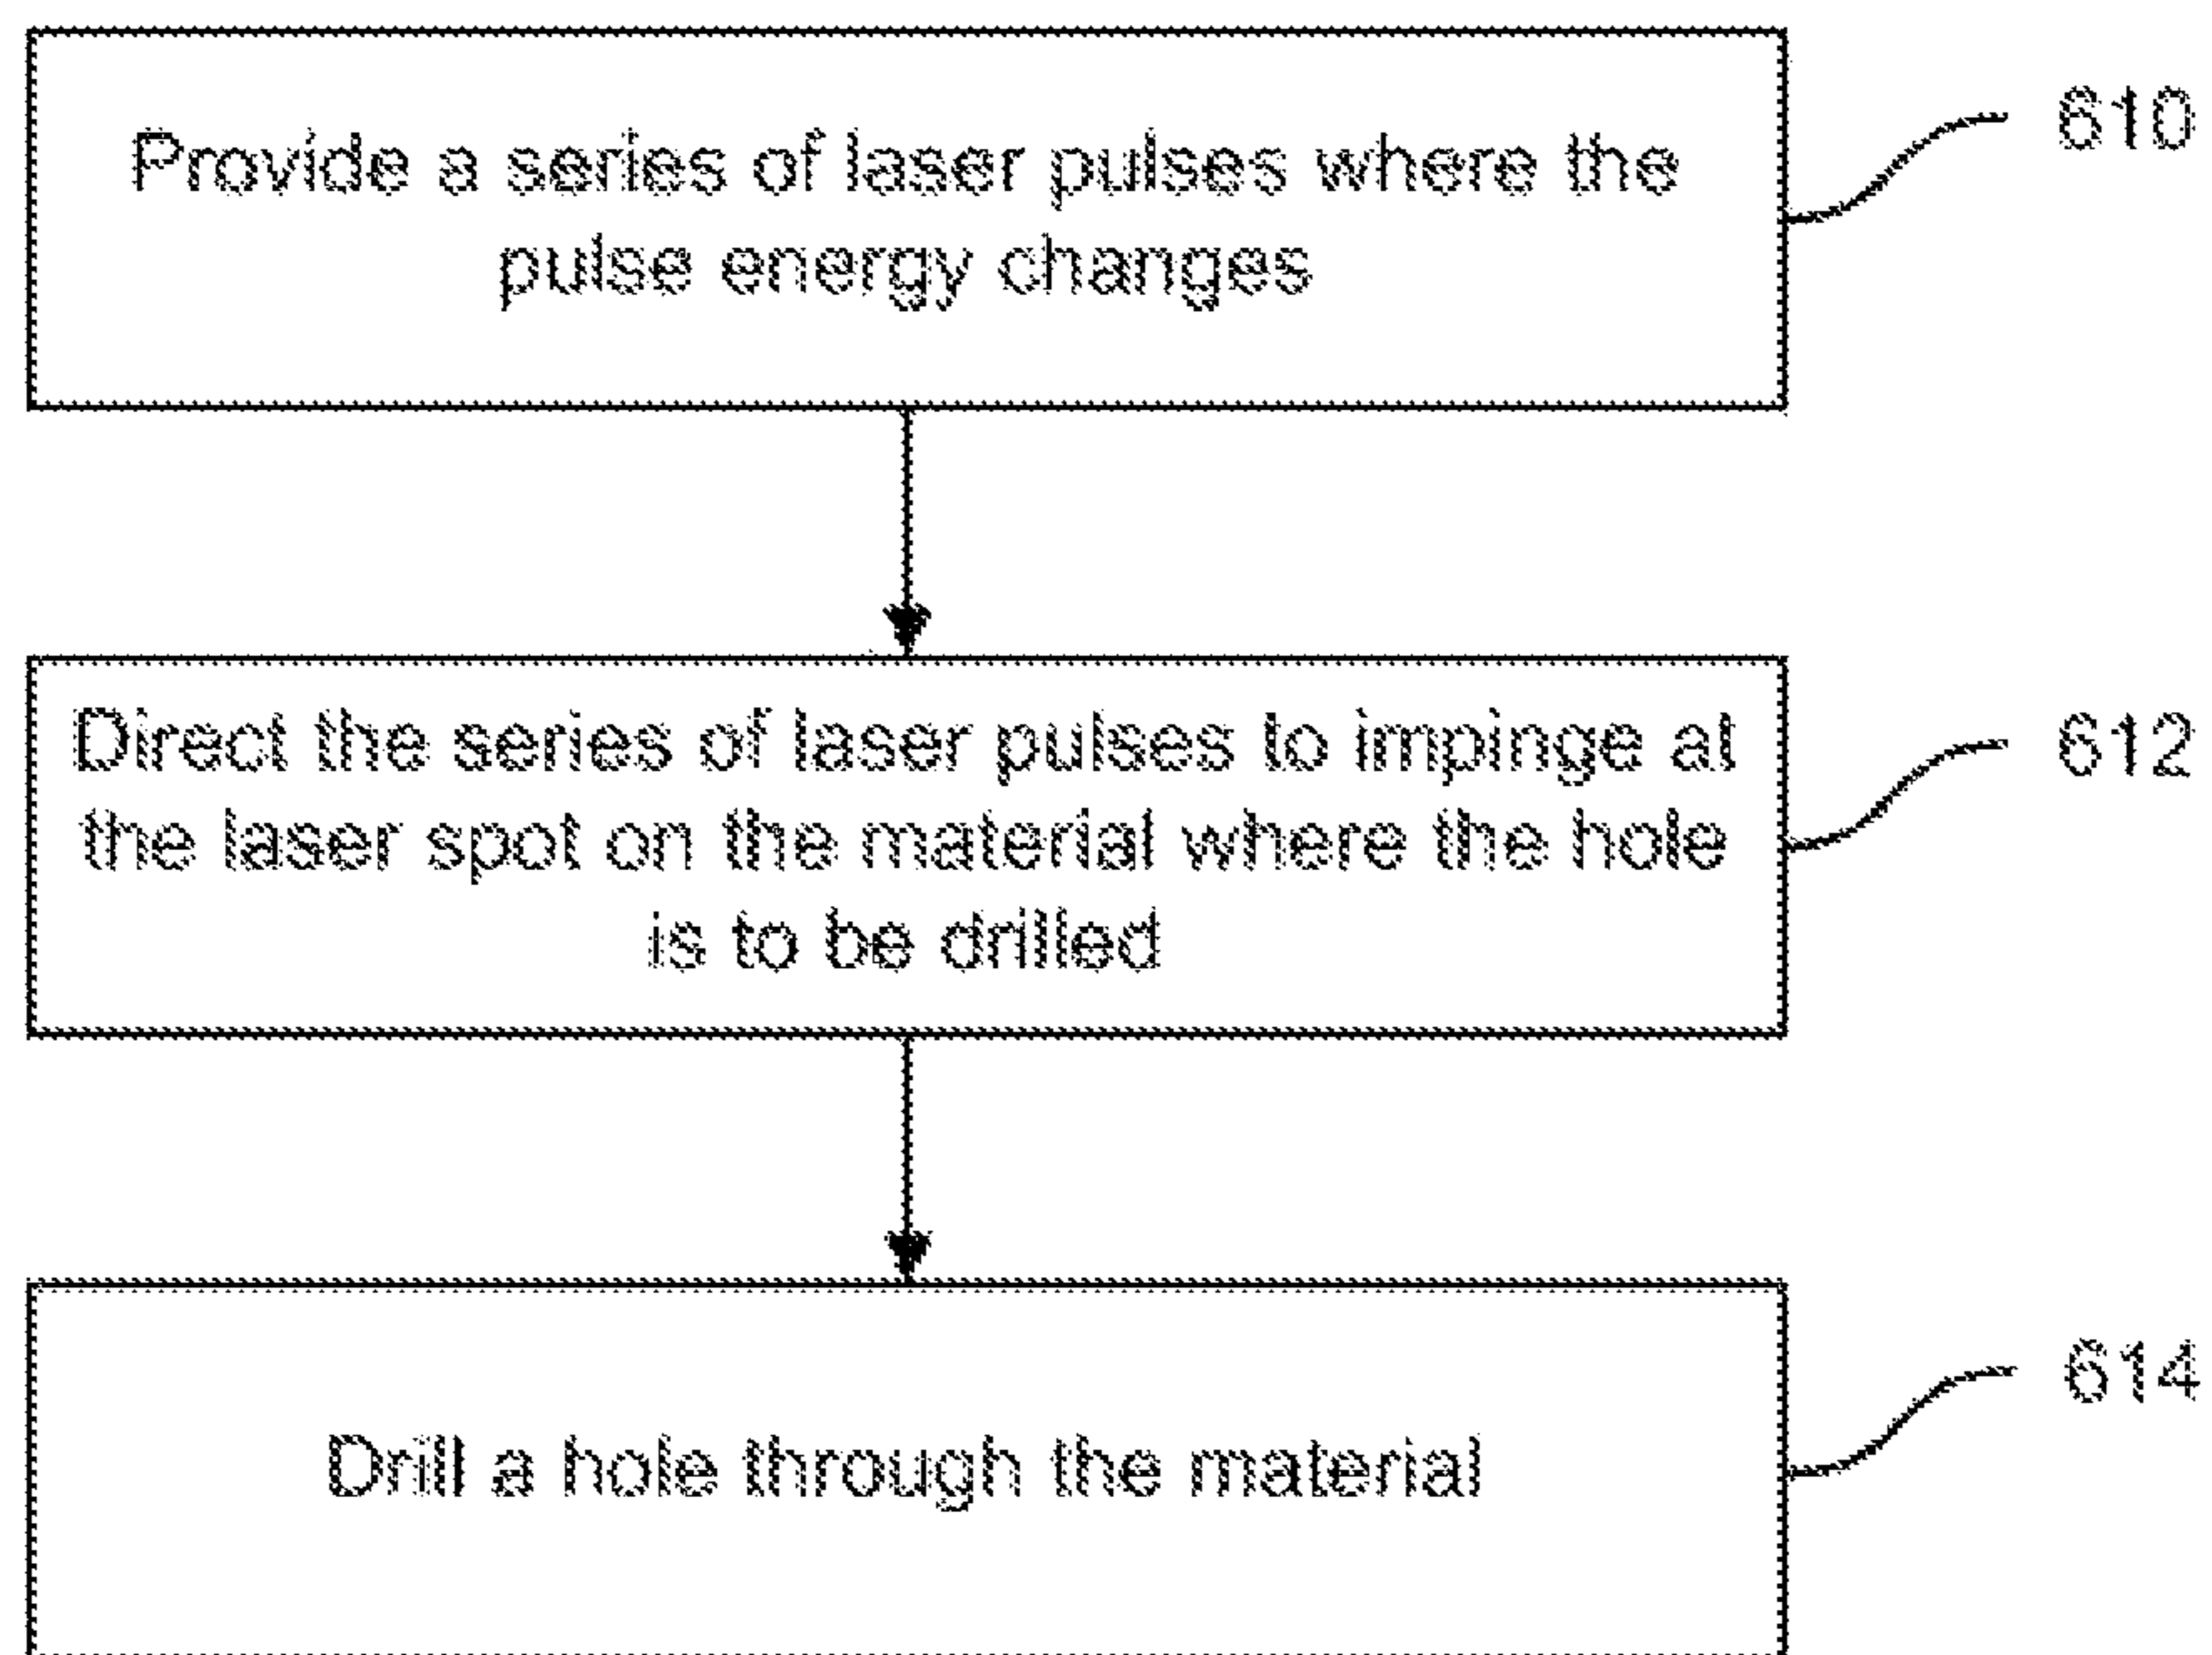 Provide a series of laser pulses where the
pulse energy changes
610
Direct the series of laser pulses to impinge at
the laser spot on the material where the hole
is to be drilled
612
Drill a hole through the material
614